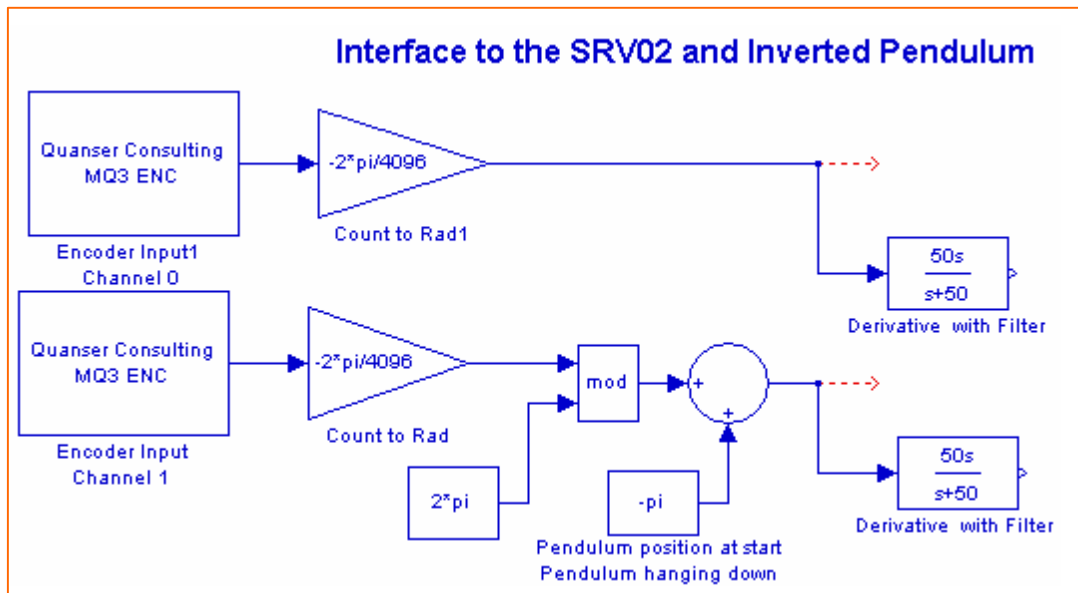 Interface to the SRV02 and Inverted Pendulum
Quanser Consulting
MQ3 ENC
-2*pi/4096
Count to Rad1
Encoder Input1
Channel 0
50s
s+50
Derivative with Filter
Quanser Consulting
MQ3 ENC
-2*pi/4096
Count to Rad
Encoder Input
Channel 1
mod
+
+
2*pi
-pi
Pendulum position at start
Pendulum hanging down
50s
s+50
Derivative with Filter